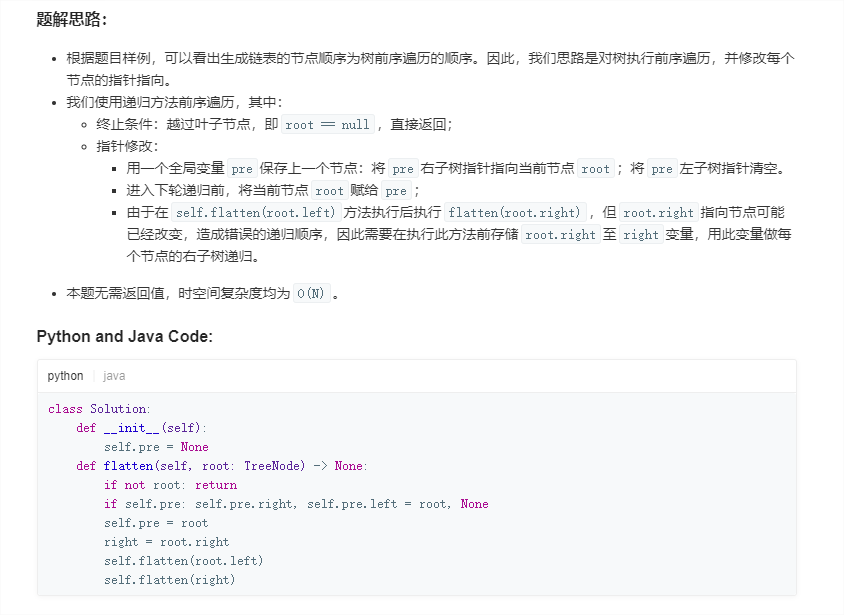 题解思路：
根据题目样例，可以看出生成链表的节点顺序为树前序遍历的顺序。因此，我们思路是对树执行前序遍历，并修改每个
节点的指针指向。
我们使用递归方法前序遍历，其中：
终止条件：越过叶子节点，即 root == null ，直接返回；
指针修改：
用一个全局变量 pre 保存上一个节点：将 pre 右子树指针指向当前节点 root ；将 pre 左子树指针清空。
进入下轮递归前，将当前节点 root 赋给 pre ；
由于在 self.flatten(root.left) 方法执行后执行 flatten(root.right) ，但 root.right 指向节点可能
已经改变，造成错误的递归顺序，因此需要在执行此方法前存储 root.right 至 right 变量，用此变量做每
个节点的右子树递归。
本题无需返回值，时空间复杂度均为 O(N) 。
Python and Java Code:
python java
class Solution:
    def __init__(self):
        self.pre = None
    def flatten(self, root: TreeNode) -> None:
        if not root: return
        if self.pre: self.pre.right, self.pre.left = root, None
        self.pre = root
        right = root.right
        self.flatten(root.left)
        self.flatten(right)